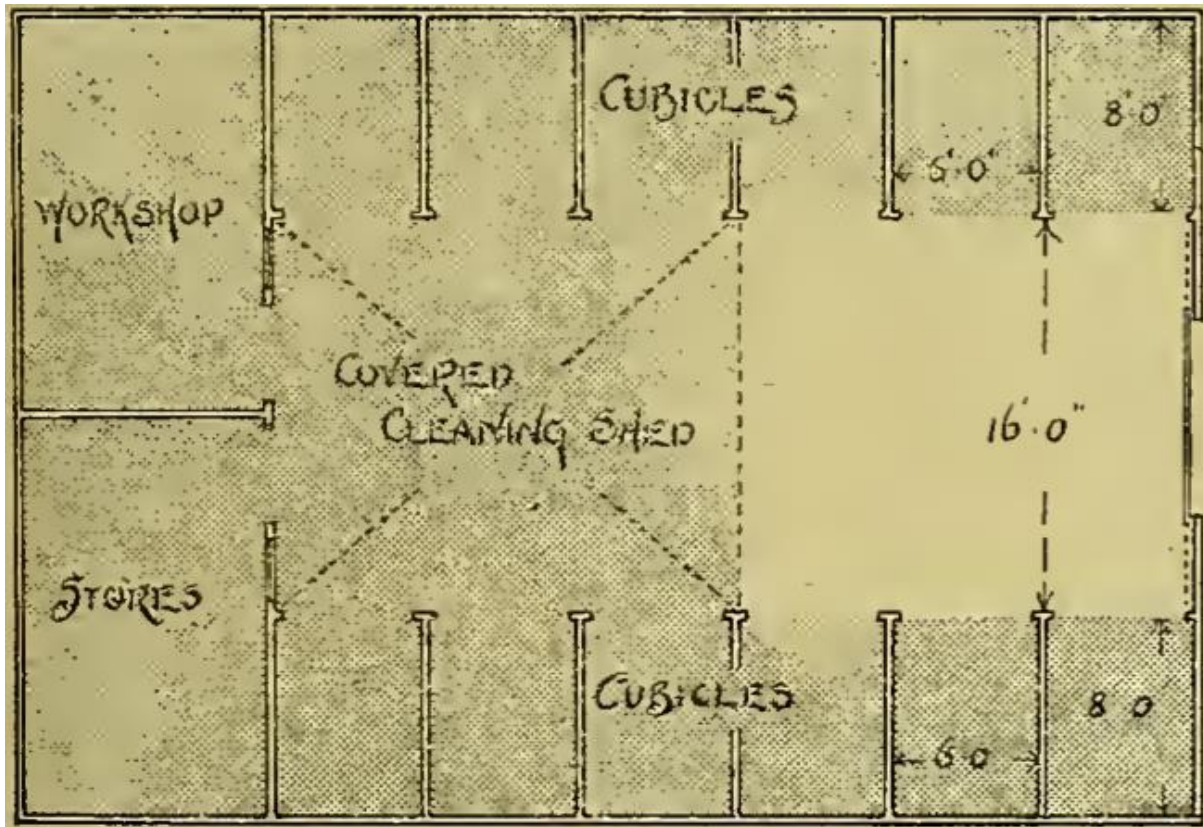 CUBICLES
8'·0"
6'·0"
WORKSHOP
COVERED
CLEANING SHED
16'·0"
STORES
CUBICLES
8 0
6·0